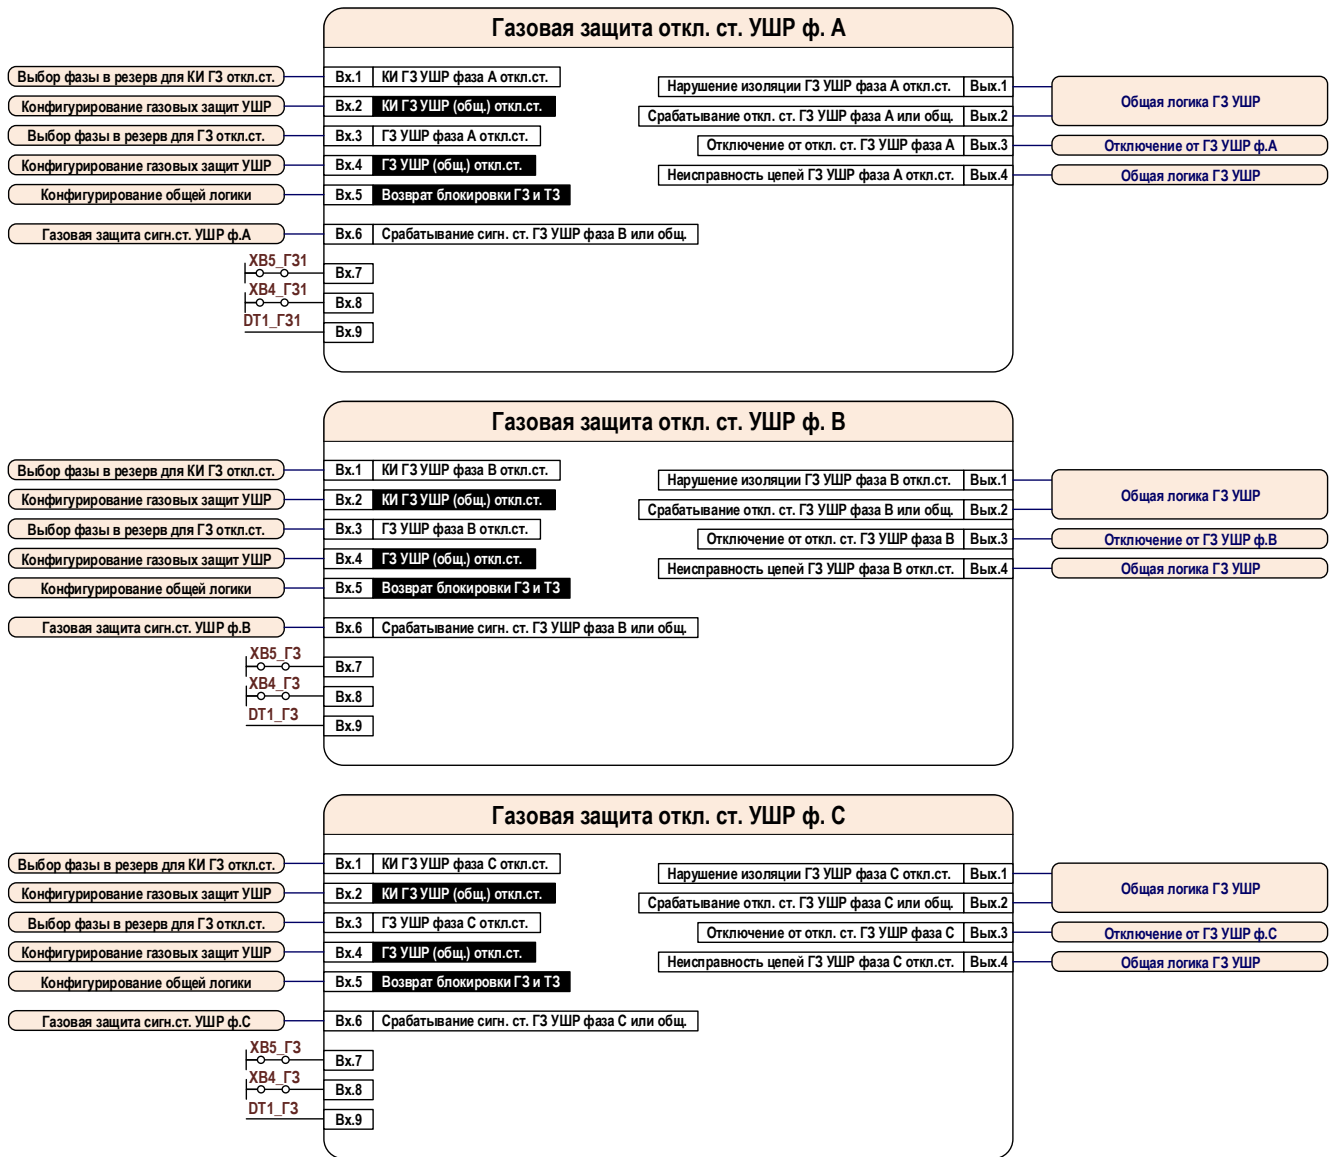 Газовая защита откл. ст. УШР ф. А
Выбор фазы в резерв для КИ ГЗ откл.ст.
Вх.1 КИ ГЗ УШР фаза А откл.ст.
Конфигурирование газовых защит УШР
Вх.2 КИ ГЗ УШР (общ.) откл.ст.
Выбор фазы в резерв для ГЗ откл.ст.
Вх.3 ГЗ УШР фаза А откл.ст.
Конфигурирование газовых защит УШР
Вх.4 ГЗ УШР (общ.) откл.ст.
Конфигурирование общей логики
Вх.5 Возврат блокировки ГЗ и ТЗ
Газовая защита сигн.ст. УШР ф.А
Вх.6 Срабатывание сигн. ст. ГЗ УШР фаза В или общ.
XB5_ГЗ1
Вх.7
XB4_ГЗ1
Вх.8
DT1_ГЗ1
Вх.9
Нарушение изоляции ГЗ УШР фаза А откл.ст. Вых.1
Срабатывание откл. ст. ГЗ УШР фаза А или общ. Вых.2
Общая логика ГЗ УШР
Отключение от откл. ст. ГЗ УШР фаза А Вых.3
Отключение от ГЗ УШР ф.А
Неисправность цепей ГЗ УШР фаза А откл.ст. Вых.4
Общая логика ГЗ УШР
Газовая защита откл. ст. УШР ф. В
Выбор фазы в резерв для КИ ГЗ откл.ст.
Вх.1 КИ ГЗ УШР фаза В откл.ст.
Конфигурирование газовых защит УШР
Вх.2 КИ ГЗ УШР (общ.) откл.ст.
Выбор фазы в резерв для ГЗ откл.ст.
Вх.3 ГЗ УШР фаза В откл.ст.
Конфигурирование газовых защит УШР
Вх.4 ГЗ УШР (общ.) откл.ст.
Конфигурирование общей логики
Вх.5 Возврат блокировки ГЗ и ТЗ
Газовая защита сигн.ст. УШР ф.В
Вх.6 Срабатывание сигн. ст. ГЗ УШР фаза В или общ.
XB5_ГЗ
Вх.7
XB4_ГЗ
Вх.8
DT1_ГЗ
Вх.9
Нарушение изоляции ГЗ УШР фаза В откл.ст. Вых.1
Срабатывание откл. ст. ГЗ УШР фаза В или общ. Вых.2
Общая логика ГЗ УШР
Отключение от откл. ст. ГЗ УШР фаза В Вых.3
Отключение от ГЗ УШР ф.В
Неисправность цепей ГЗ УШР фаза В откл.ст. Вых.4
Общая логика ГЗ УШР
Газовая защита откл. ст. УШР ф. С
Выбор фазы в резерв для КИ ГЗ откл.ст.
Вх.1 КИ ГЗ УШР фаза С откл.ст.
Конфигурирование газовых защит УШР
Вх.2 КИ ГЗ УШР (общ.) откл.ст.
Выбор фазы в резерв для ГЗ откл.ст.
Вх.3 ГЗ УШР фаза С откл.ст.
Конфигурирование газовых защит УШР
Вх.4 ГЗ УШР (общ.) откл.ст.
Конфигурирование общей логики
Вх.5 Возврат блокировки ГЗ и ТЗ
Газовая защита сигн.ст. УШР ф.С
Вх.6 Срабатывание сигн. ст. ГЗ УШР фаза С или общ.
XB5_ГЗ
Вх.7
XB4_ГЗ
Вх.8
DT1_ГЗ
Вх.9
Нарушение изоляции ГЗ УШР фаза С откл.ст. Вых.1
Срабатывание откл. ст. ГЗ УШР фаза С или общ. Вых.2
Общая логика ГЗ УШР
Отключение от откл. ст. ГЗ УШР фаза С Вых.3
Отключение от ГЗ УШР ф.С
Неисправность цепей ГЗ УШР фаза С откл.ст. Вых.4
Общая логика ГЗ УШР